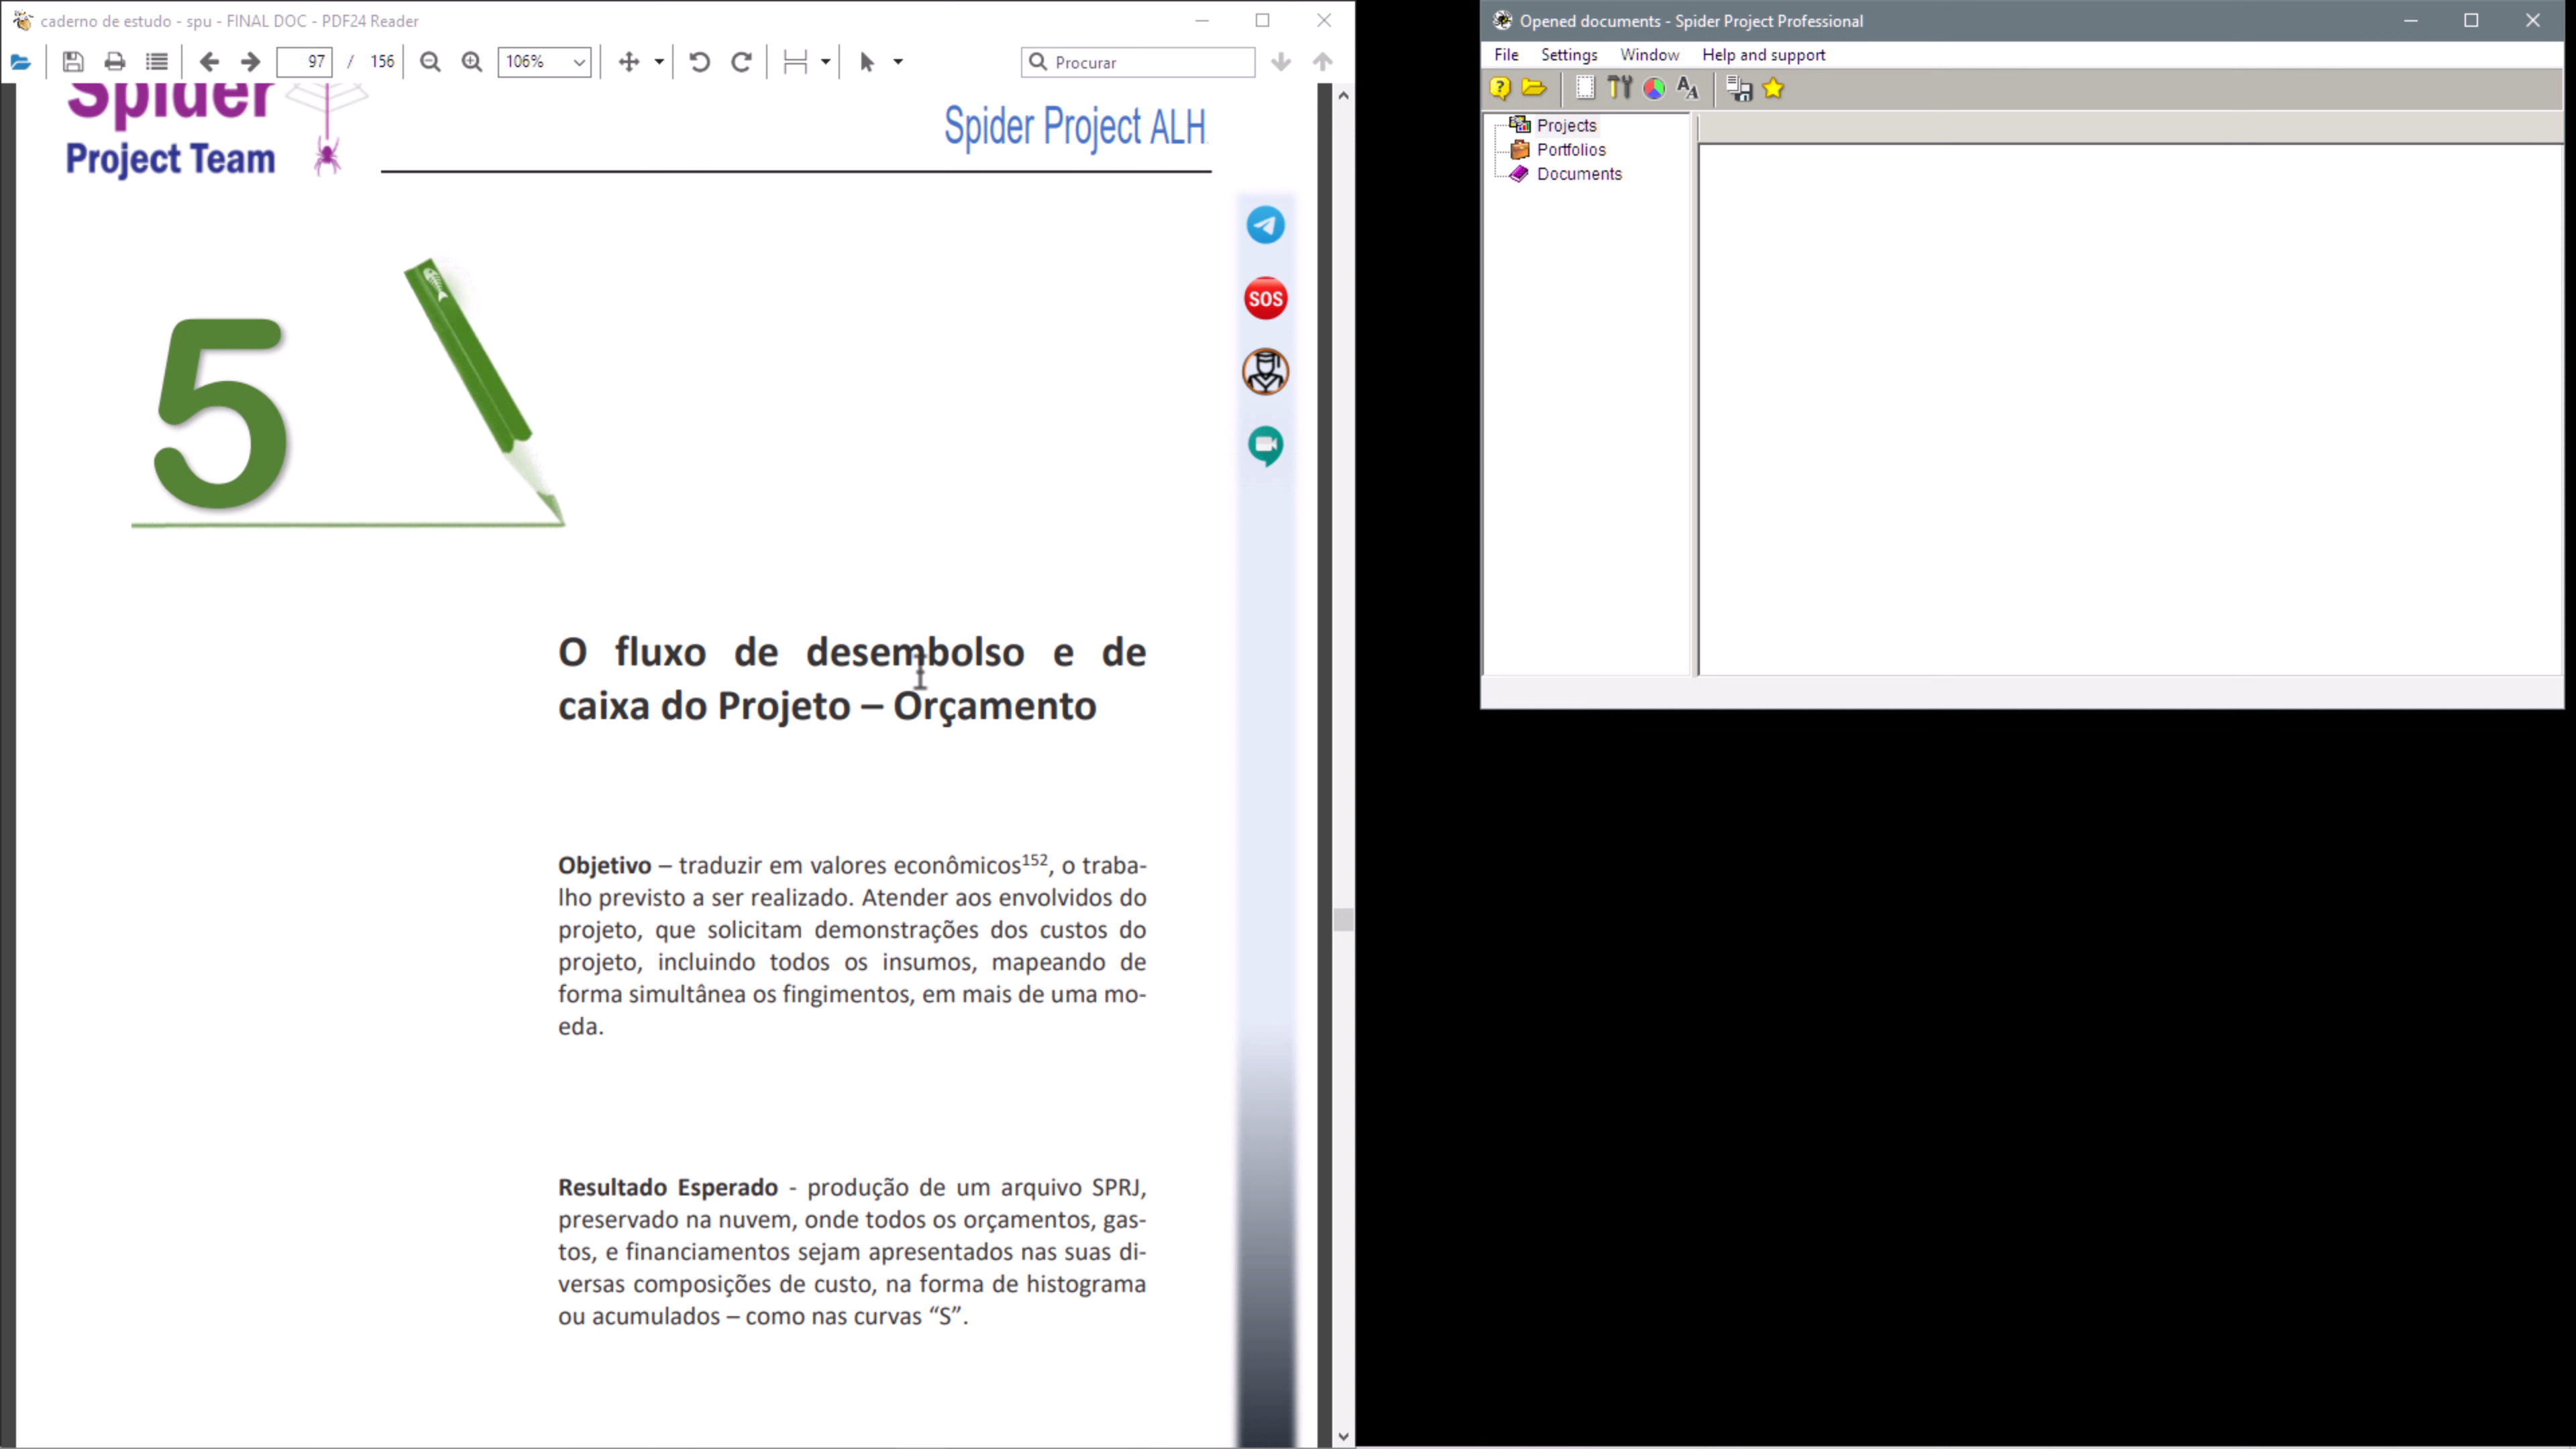 caderno de estudo - spu - FINAL DOC - PDF24 Reader
97 / 156
106%
Procurar
Spider
Project Team
Spider Project ALH
SOS
5
O fluxo de desembolso e de
caixa do Projeto – Orçamento
Objetivo – traduzir em valores econômicos152, o traba-
lho previsto a ser realizado. Atender aos envolvidos do
projeto, que solicitam demonstrações dos custos do
projeto, incluindo todos os insumos, mapeando de
forma simultânea os fingimentos, em mais de uma mo-
eda.
Resultado Esperado - produção de um arquivo SPRJ,
preservado na nuvem, onde todos os orçamentos, gas-
tos, e financiamentos sejam apresentados nas suas di-
versas composições de custo, na forma de histograma
ou acumulados – como nas curvas “S”.
Opened documents - Spider Project Professional
File Settings Window Help and support
Projects
Portfolios
Documents